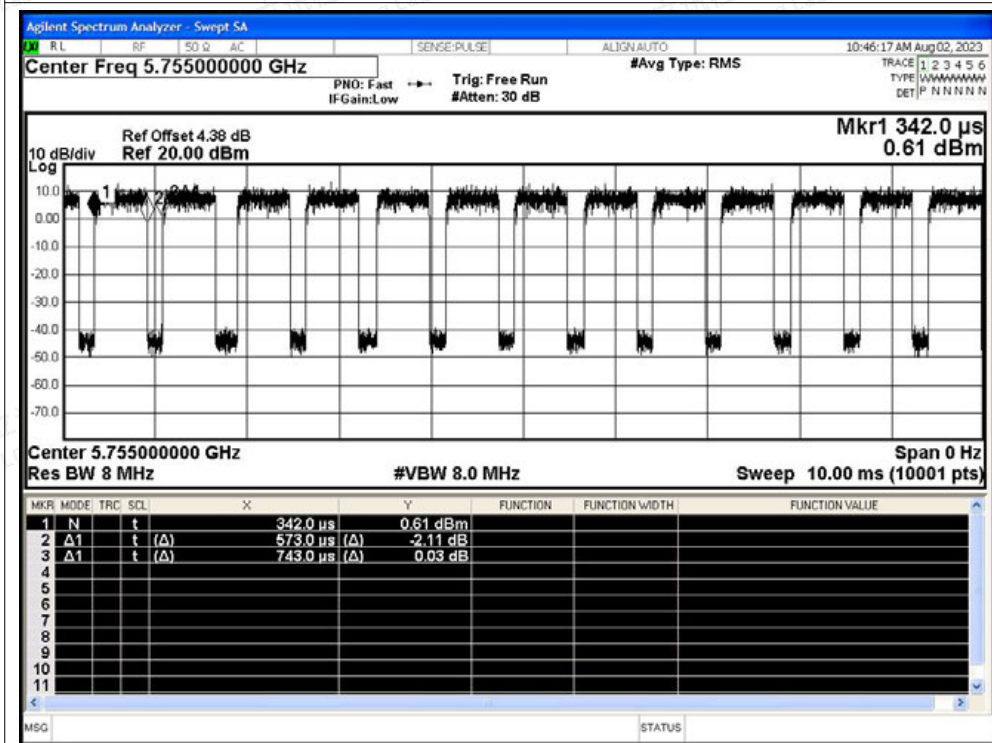 Agilent Spectrum Analyzer - Swept SA
RL RF 50 Ω AC SENSE:PULSE ALIGN AUTO 10:46:17 AM Aug 02, 2023
Center Freq 5.755000000 GHz #Avg Type: RMS TRACE 1 2 3 4 5 6
PNO: Fast Trig: Free Run TYPE WWWWWW
IFGain:Low #Atten: 30 dB DET P N N N N N
Mkr1 342.0 µs
Ref Offset 4.38 dB
10 dB/div Ref 20.00 dBm 0.61 dBm
Log
10.0
0.00
-10.0
-20.0
-30.0
-40.0
-50.0
-60.0
-70.0
1
2
Center 5.755000000 GHz Span 0 Hz
Res BW 8 MHz #VBW 8.0 MHz Sweep 10.00 ms (10001 pts)
MKR MODE TRC SCL X Y FUNCTION FUNCTION WIDTH FUNCTION VALUE
1 N t 342.0 µs 0.61 dBm
2 Δ1 t (Δ) 573.0 µs (Δ) -2.11 dB
3 Δ1 t (Δ) 743.0 µs (Δ) 0.03 dB
4
5
6
7
8
9
10
11
MSG STATUS